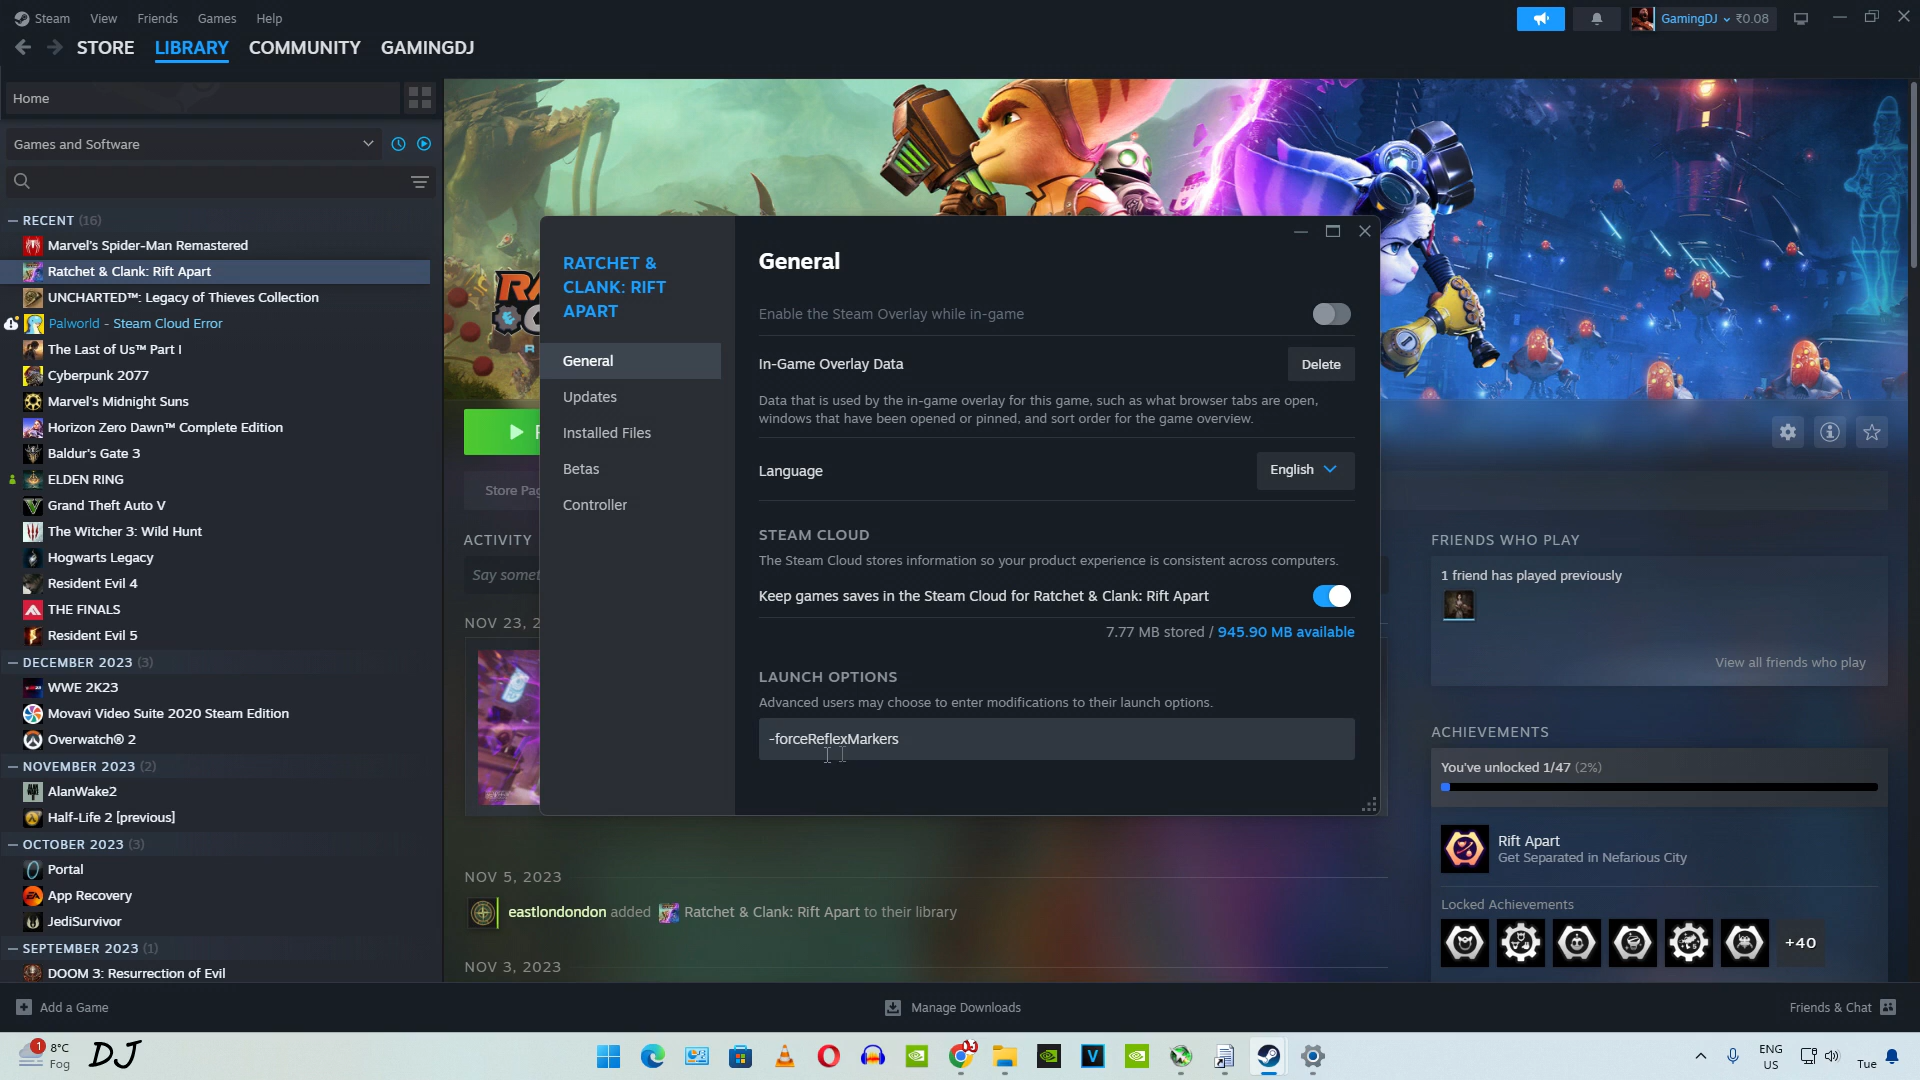 Steam View Friends Games Help
GamingDJ ₹0.08
STORE LIBRARY COMMUNITY GAMINGDJ
Home
Games and Software
— RECENT (16)
Marvel's Spider-Man Remastered
Ratchet & Clank: Rift Apart
UNCHARTED™: Legacy of Thieves Collection
Palworld - Steam Cloud Error
The Last of Us™ Part I
Cyberpunk 2077
Marvel's Midnight Suns
Horizon Zero Dawn™ Complete Edition
Baldur's Gate 3
ELDEN RING
Grand Theft Auto V
The Witcher 3: Wild Hunt
Hogwarts Legacy
Resident Evil 4
THE FINALS
Resident Evil 5
— DECEMBER 2023 (3)
WWE 2K23
Movavi Video Suite 2020 Steam Edition
Overwatch® 2
— NOVEMBER 2023 (2)
AlanWake2
Half-Life 2 [previous]
— OCTOBER 2023 (3)
Portal
App Recovery
JediSurvivor
— SEPTEMBER 2023 (1)
DOOM 3: Resurrection of Evil
RATCHET &
CLANK: RIFT
APART
General
Updates
Installed Files
Betas
Controller
General
Enable the Steam Overlay while in-game
In-Game Overlay Data
Delete
Data that is used by the in-game overlay for this game, such as what browser tabs are open,
windows that have been opened or pinned, and sort order for the game overview.
Language
English
STEAM CLOUD
The Steam Cloud stores information so your product experience is consistent across computers.
Keep games saves in the Steam Cloud for Ratchet & Clank: Rift Apart
7.77 MB stored / 945.90 MB available
LAUNCH OPTIONS
Advanced users may choose to enter modifications to their launch options.
-forceReflexMarkers
Store Pag
ACTIVITY
Say somet
NOV 23, 2
NOV 5, 2023
eastlondondon added Ratchet & Clank: Rift Apart to their library
NOV 3, 2023
FRIENDS WHO PLAY
1 friend has played previously
View all friends who play
ACHIEVEMENTS
You've unlocked 1/47 (2%)
Rift Apart
Get Separated in Nefarious City
Locked Achievements
+40
Add a Game
Manage Downloads
Friends & Chat
1
8°C
Fog
DJ
V
ENG
US
Tue